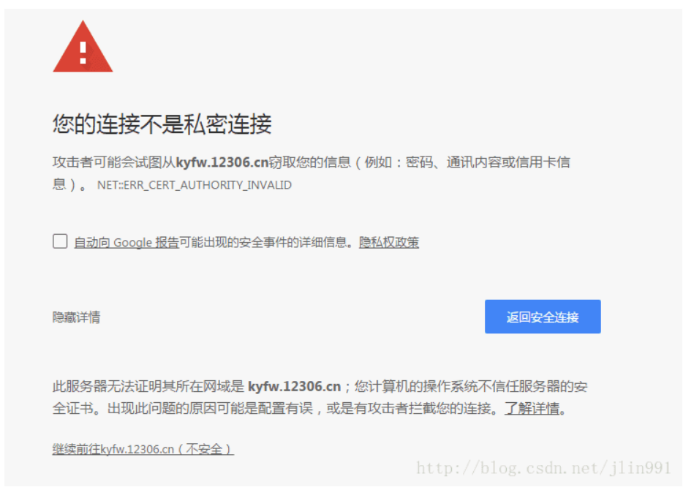 您的连接不是私密连接
攻击者可能会试图从kyfw.12306.cn窃取您的信息（例如：密码、通讯内容或信用卡信
息）。 NET::ERR_CERT_AUTHORITY_INVALID
自动向 Google 报告可能出现的安全事件的详细信息。隐私权政策
隐藏详情
返回安全连接
此服务器无法证明其所在网域是 kyfw.12306.cn；您计算机的操作系统不信任服务器的安
全证书。出现此问题的原因可能是配置有误，或是有攻击者拦截您的连接。了解详情。
继续前往kyfw.12306.cn（不安全）
http://blog.csdn.net/jlin991